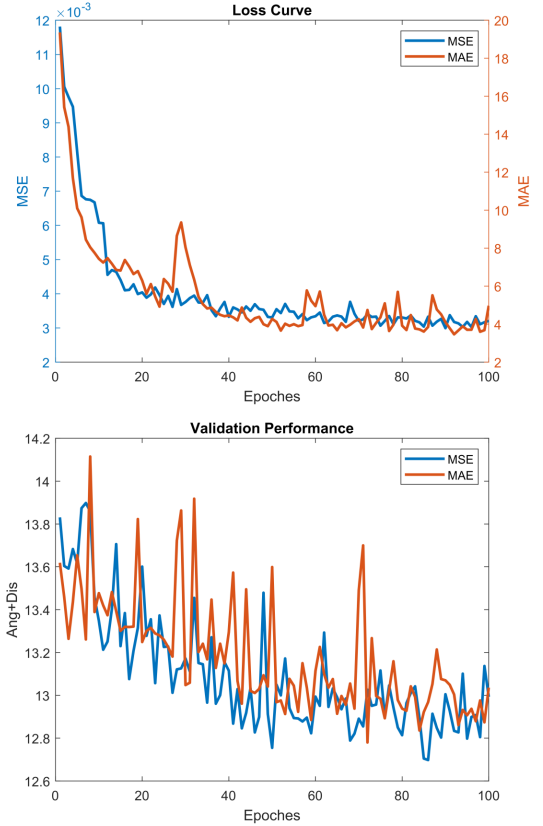 Loss Curve
×10⁻³
12
11
10
9
8
7
6
5
4
3
2
MSE
20
18
16
14
12
10
8
6
4
2
MAE
MSE
MAE
0 20 40 60 80 100
Epoches
Validation Performance
14.2
14
13.8
13.6
13.4
13.2
13
12.8
12.6
Ang+Dis
MSE
MAE
0 20 40 60 80 100
Epoches